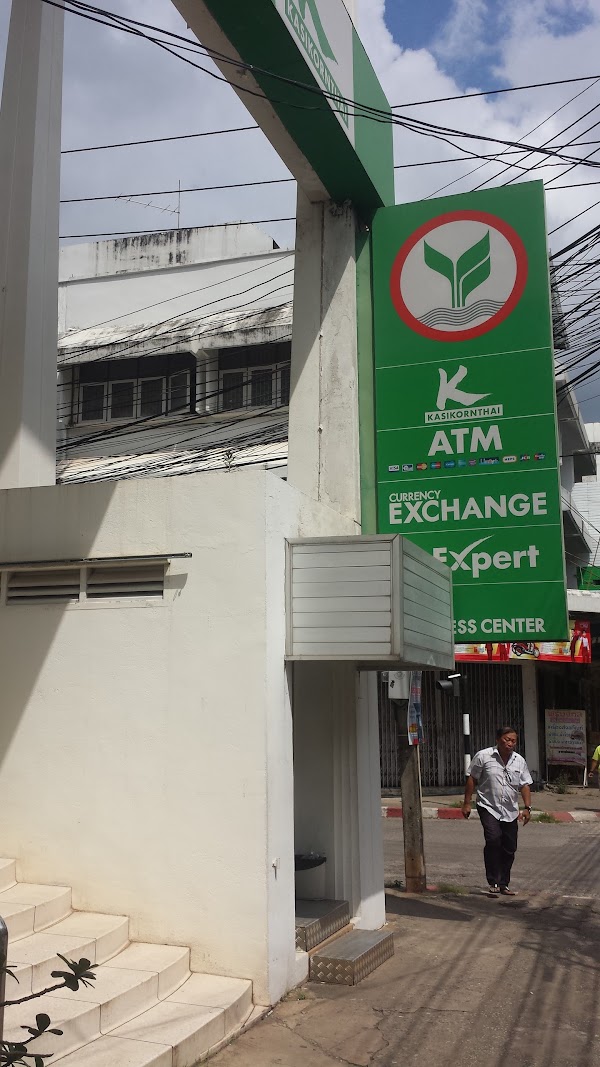 KASIKORNTHAI
KASIKORNTHAI
ATM
CURRENCY
EXCHANGE
Expert
ESS CENTER